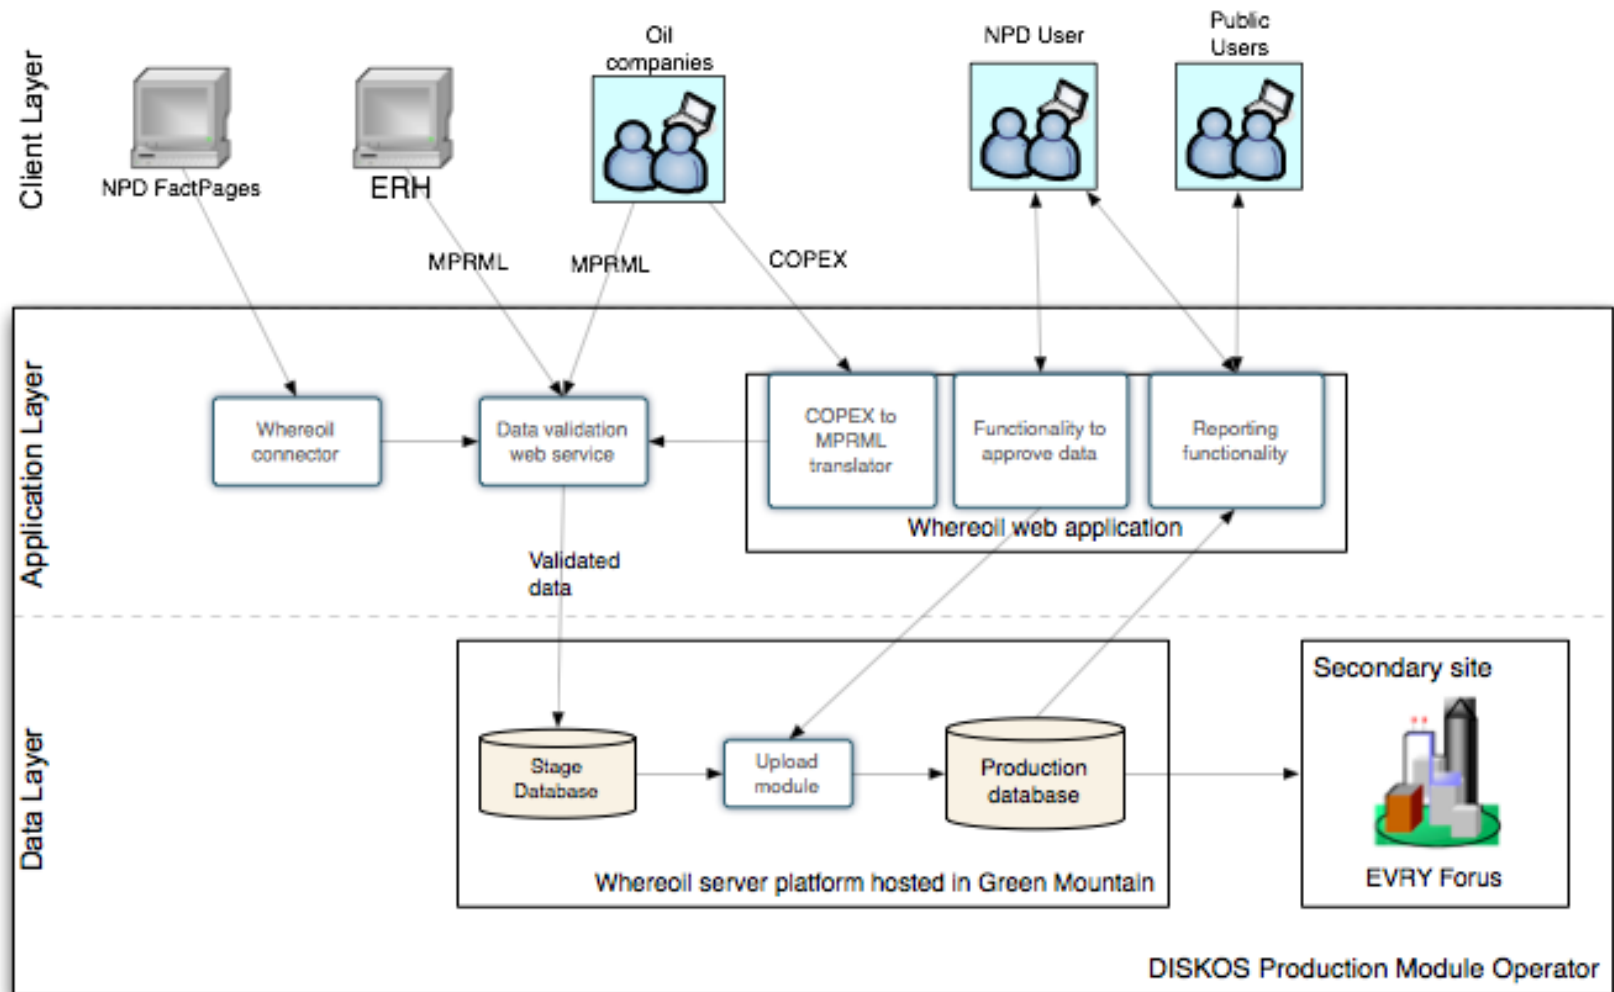 Client Layer
Oil
companies
NPD User
Public
Users
NPD FactPages
ERH
MPRML
MPRML
COPEX
Application Layer
Whereoil
connector
Data validation
web service
COPEX to
MPRML
translator
Functionality to
approve data
Reporting
functionality
Whereoil web application
Validated
data
Data Layer
Stage
Database
Upload
module
Production
database
Whereoil server platform hosted in Green Mountain
Secondary site
EVRY Forus
DISKOS Production Module Operator